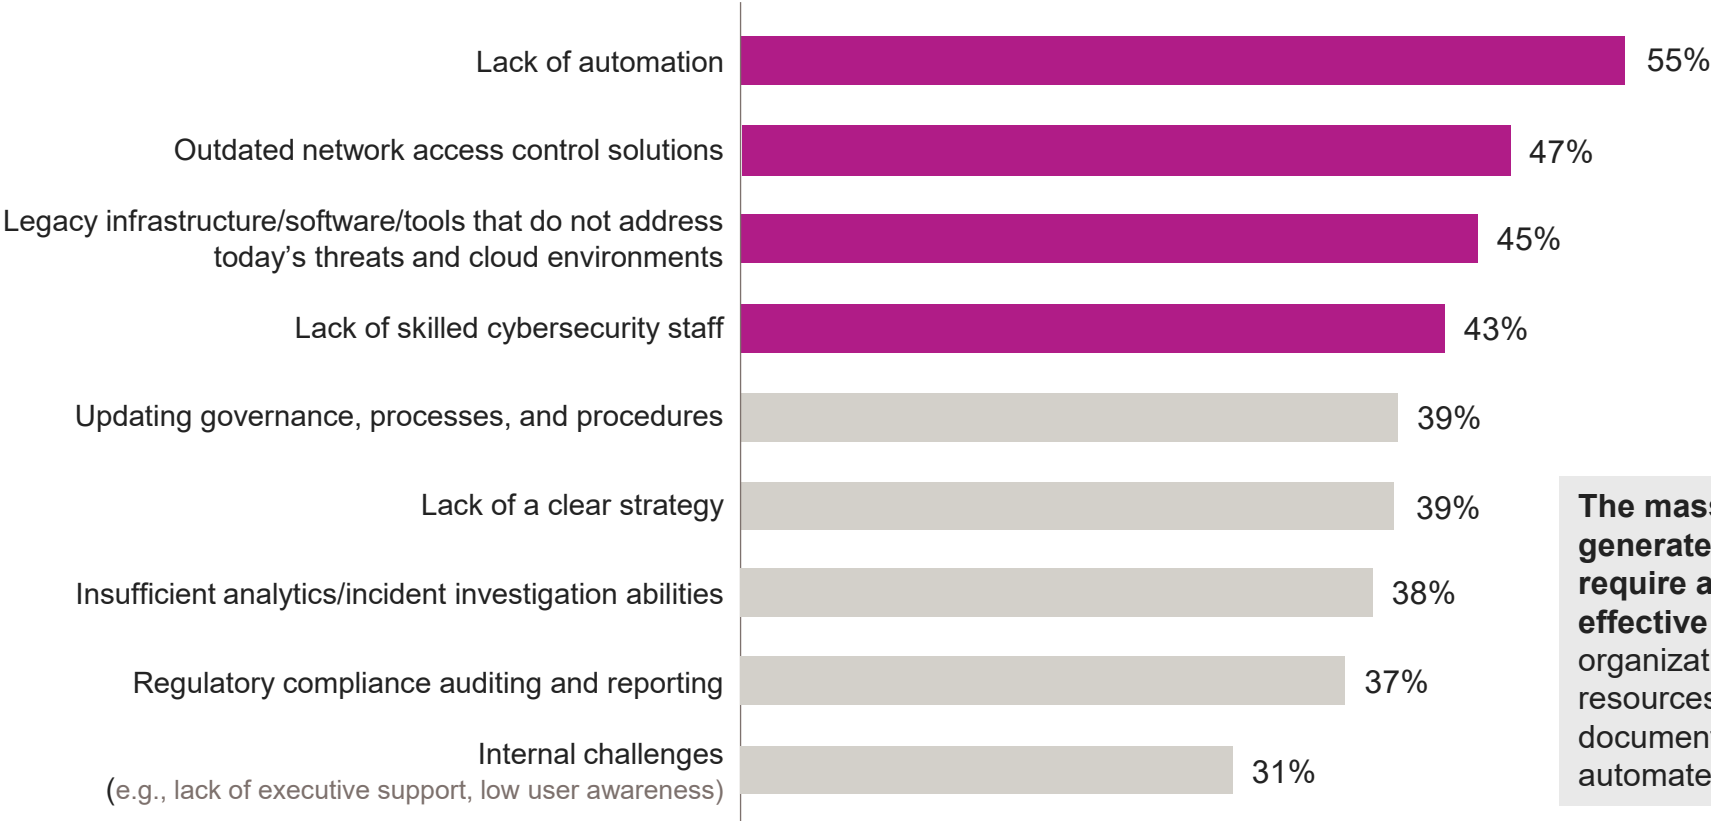 Lack of automation 55%
Outdated network access control solutions 47%
Legacy infrastructure/software/tools that do not address
today’s threats and cloud environments 45%
Lack of skilled cybersecurity staff 43%
Updating governance, processes, and procedures 39%
Lack of a clear strategy 39%
Insufficient analytics/incident investigation abilities 38%
Regulatory compliance auditing and reporting 37%
Internal challenges
(e.g., lack of executive support, low user awareness) 31%
The
generate
require
effective